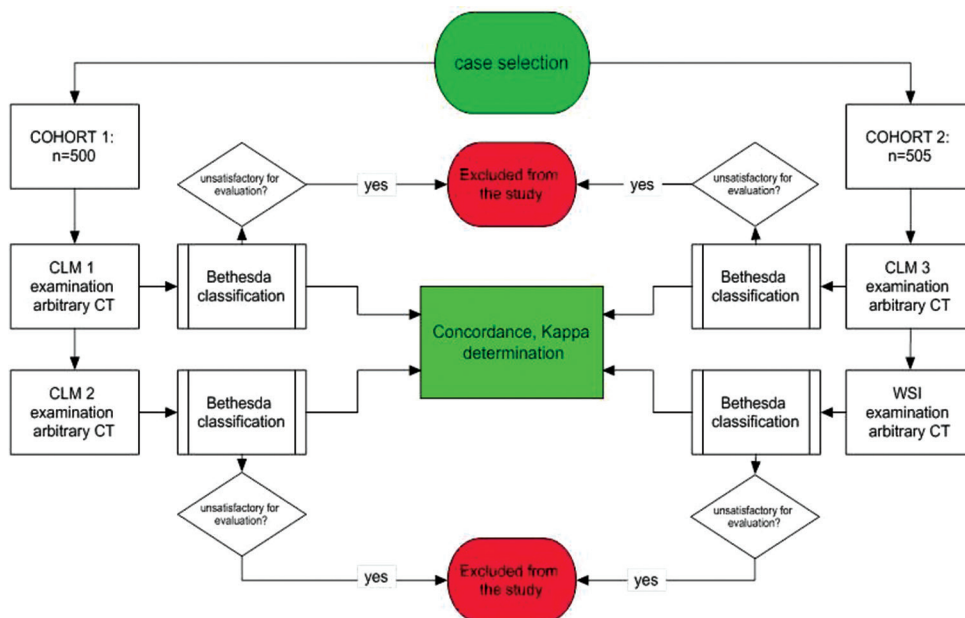 case selection
COHORT 1:
n=500
COHORT 2:
n=505
unsatisfactory for
evaluation?
yes
Excluded from
the study
yes
unsatisfactory for
evaluation?
CLM 1
examination
arbitrary CT
Bethesda
classification
Concordance, Kappa
determination
Bethesda
classification
CLM 3
examination
arbitrary CT
CLM 2
examination
arbitrary CT
Bethesda
classification
Bethesda
classification
WSI
examination
arbitrary CT
unsatisfactory for
evaluation?
unsatisfactory for
evaluation?
yes
Excluded from
the study
yes